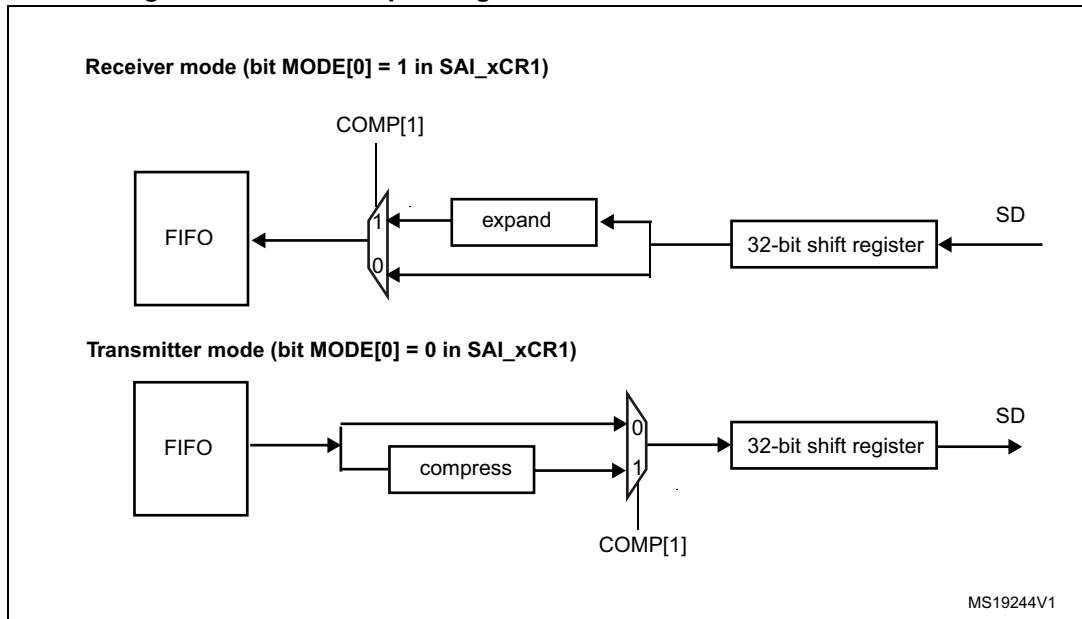 Receiver mode (bit MODE[0] = 1 in SAI_xCR1)
COMP[1]
FIFO
1
0
expand
32-bit shift register
SD
Transmitter mode (bit MODE[0] = 0 in SAI_xCR1)
FIFO
compress
0
1
COMP[1]
32-bit shift register
SD
MS19244V1